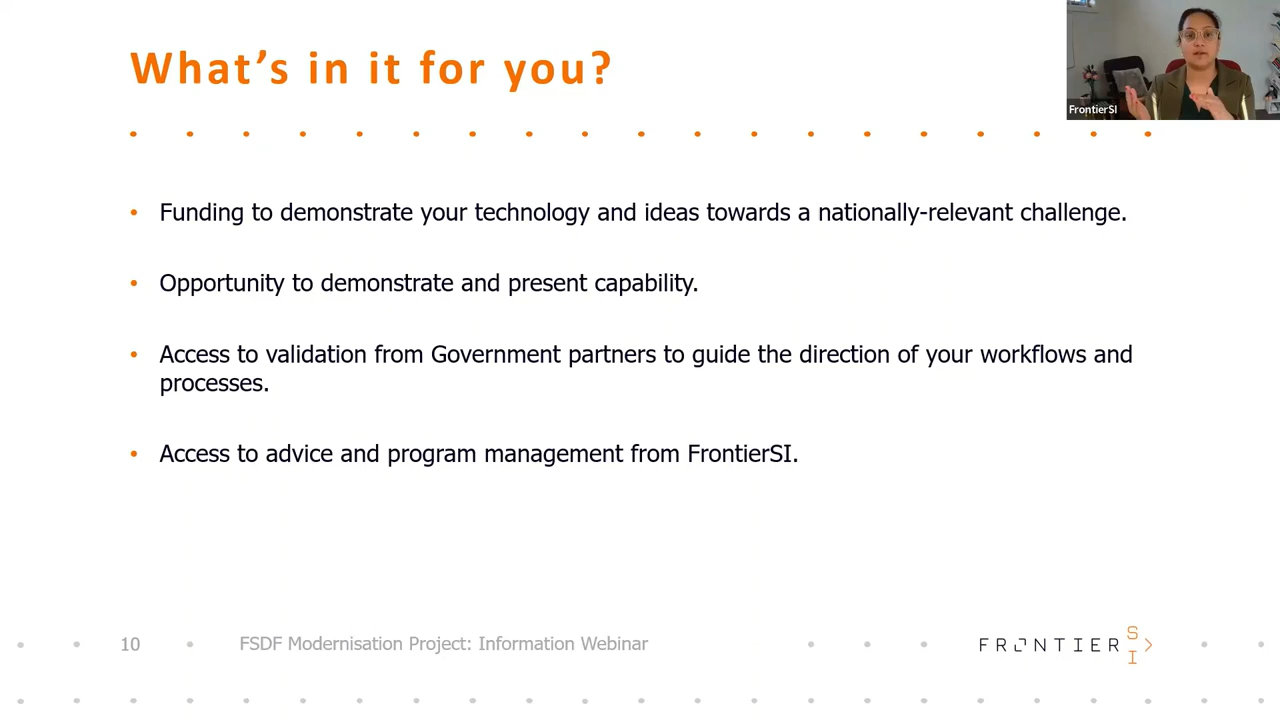 What's in it for you?
FrontierSI
• Funding to demonstrate your technology and ideas towards a nationally-relevant challenge.
• Opportunity to demonstrate and present capability.
• Access to validation from Government partners to guide the direction of your workflows and
processes.
• Access to advice and program management from FrontierSI.
10
FSDF Modernisation Project: Information Webinar
FRONTIER SI